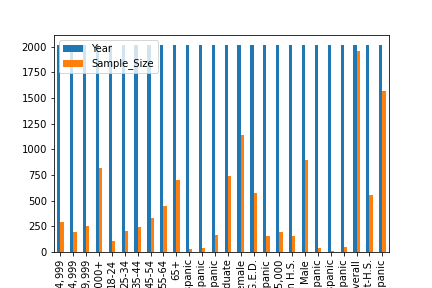 Year
Sample_Size
2000
1750
1500
1250
1000
750
500
250
0
4,999
4,999
9,999
000+
18-24
25-34
35-44
45-54
55-64
65+
spanic
panic
panic
duate
emale
G.E.D.
panic
5,000
n H.S.
Male
panic
panic
panic
verall
t-H.S.
panic